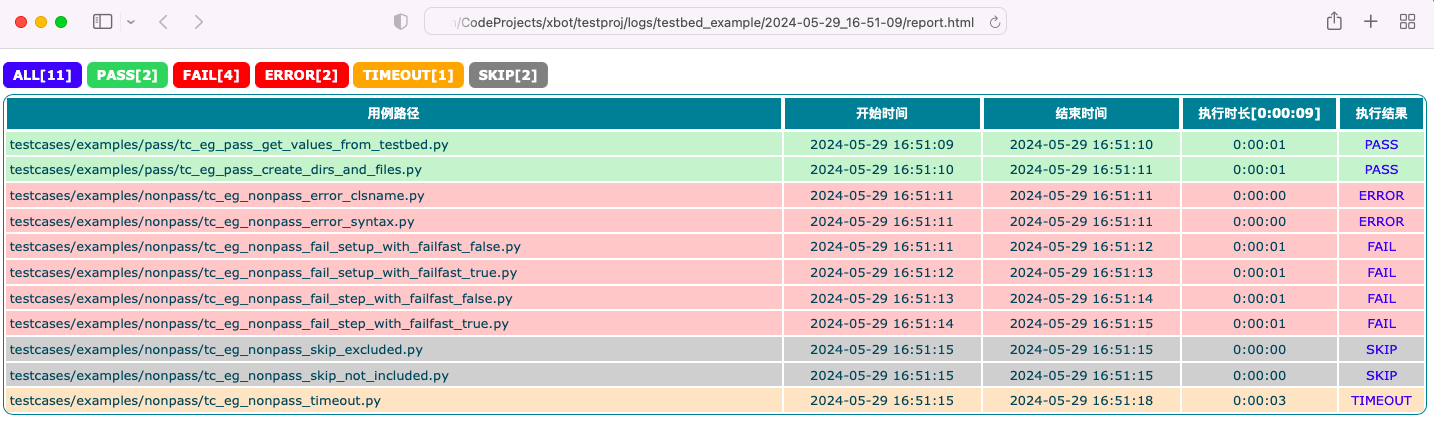 /CodeProjects/xbot/testproj/logs/testbed_example/2024-05-29_16-51-09/report.html
ALL[11] PASS[2] FAIL[4] ERROR[2] TIMEOUT[1] SKIP[2]
用例路径 开始时间 结束时间 执行时长[0:00:09] 执行结果
testcases/examples/pass/tc_eg_pass_get_values_from_testbed.py 2024-05-29 16:51:09 2024-05-29 16:51:10 0:00:01 PASS
testcases/examples/pass/tc_eg_pass_create_dirs_and_files.py 2024-05-29 16:51:10 2024-05-29 16:51:11 0:00:01 PASS
testcases/examples/nonpass/tc_eg_nonpass_error_clsname.py 2024-05-29 16:51:11 2024-05-29 16:51:11 0:00:00 ERROR
testcases/examples/nonpass/tc_eg_nonpass_error_syntax.py 2024-05-29 16:51:11 2024-05-29 16:51:11 0:00:00 ERROR
testcases/examples/nonpass/tc_eg_nonpass_fail_setup_with_failfast_false.py 2024-05-29 16:51:11 2024-05-29 16:51:12 0:00:01 FAIL
testcases/examples/nonpass/tc_eg_nonpass_fail_setup_with_failfast_true.py 2024-05-29 16:51:12 2024-05-29 16:51:13 0:00:01 FAIL
testcases/examples/nonpass/tc_eg_nonpass_fail_step_with_failfast_false.py 2024-05-29 16:51:13 2024-05-29 16:51:14 0:00:01 FAIL
testcases/examples/nonpass/tc_eg_nonpass_fail_step_with_failfast_true.py 2024-05-29 16:51:14 2024-05-29 16:51:15 0:00:01 FAIL
testcases/examples/nonpass/tc_eg_nonpass_skip_excluded.py 2024-05-29 16:51:15 2024-05-29 16:51:15 0:00:00 SKIP
testcases/examples/nonpass/tc_eg_nonpass_skip_not_included.py 2024-05-29 16:51:15 2024-05-29 16:51:15 0:00:00 SKIP
testcases/examples/nonpass/tc_eg_nonpass_timeout.py 2024-05-29 16:51:15 2024-05-29 16:51:18 0:00:03 TIMEOUT